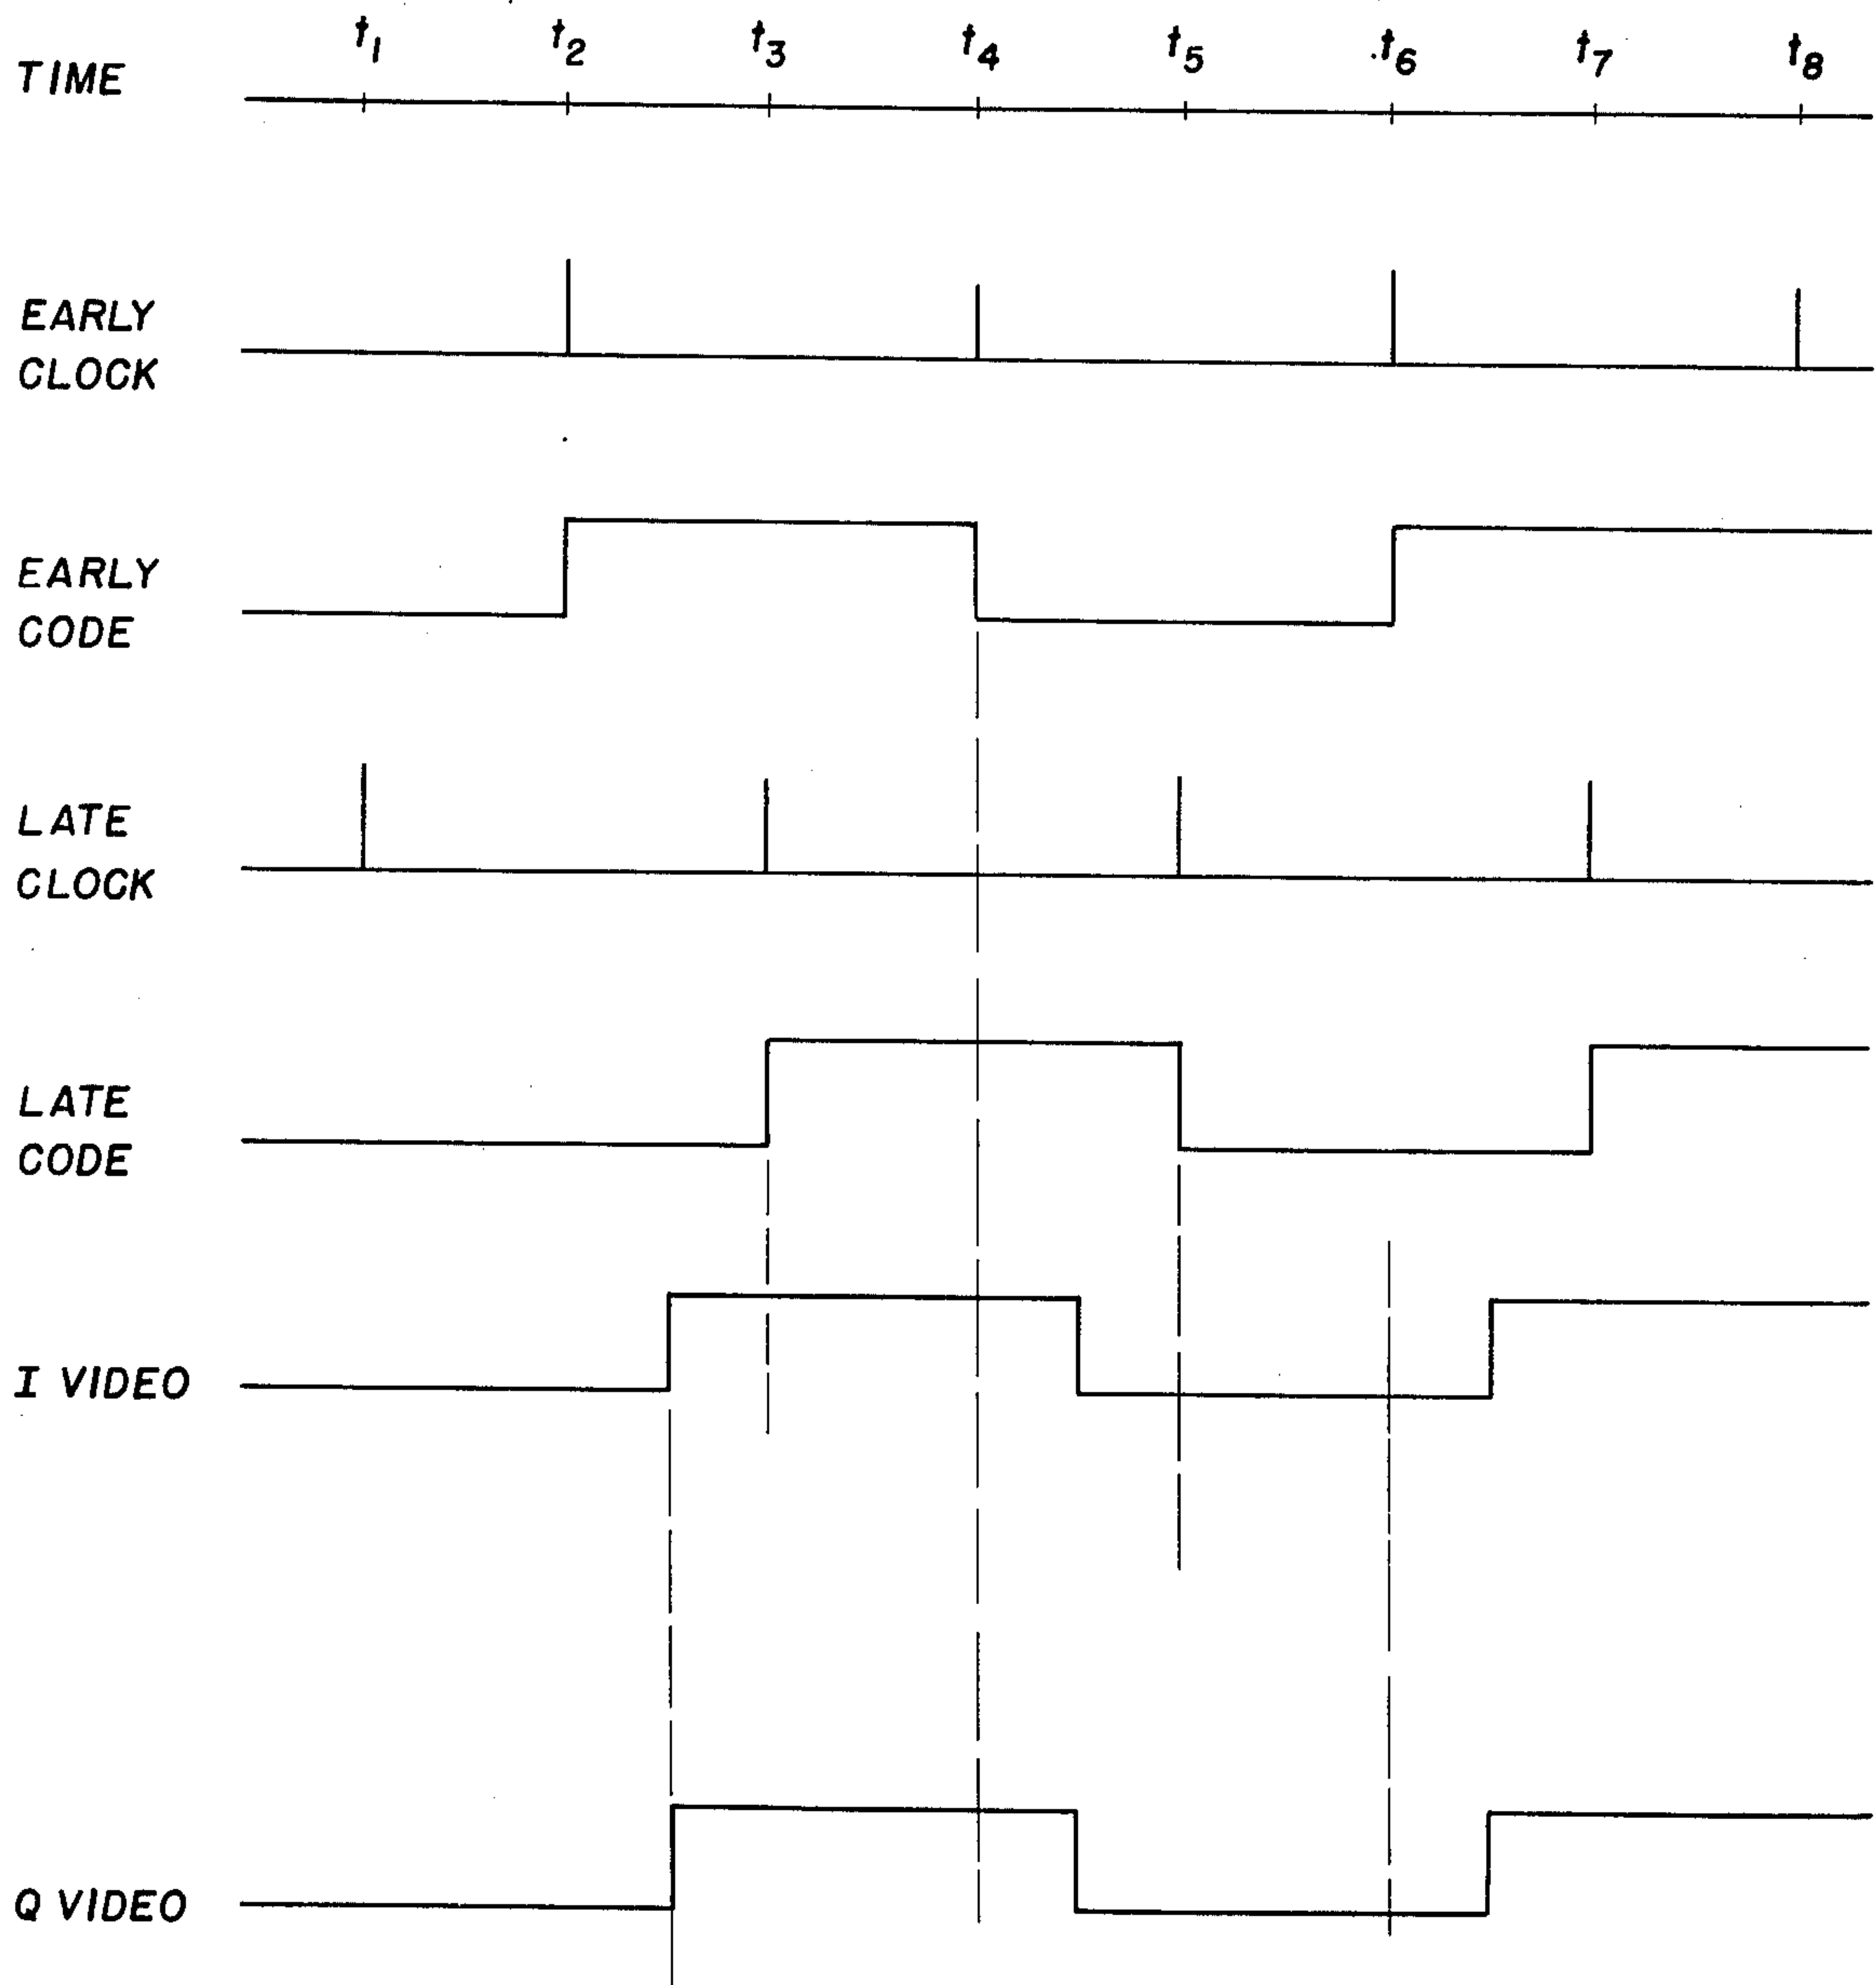 TIME t1 t2 t3 t4 t5 t6 t7 t8
EARLY
CLOCK
EARLY
CODE
LATE
CLOCK
LATE
CODE
I VIDEO
Q VIDEO